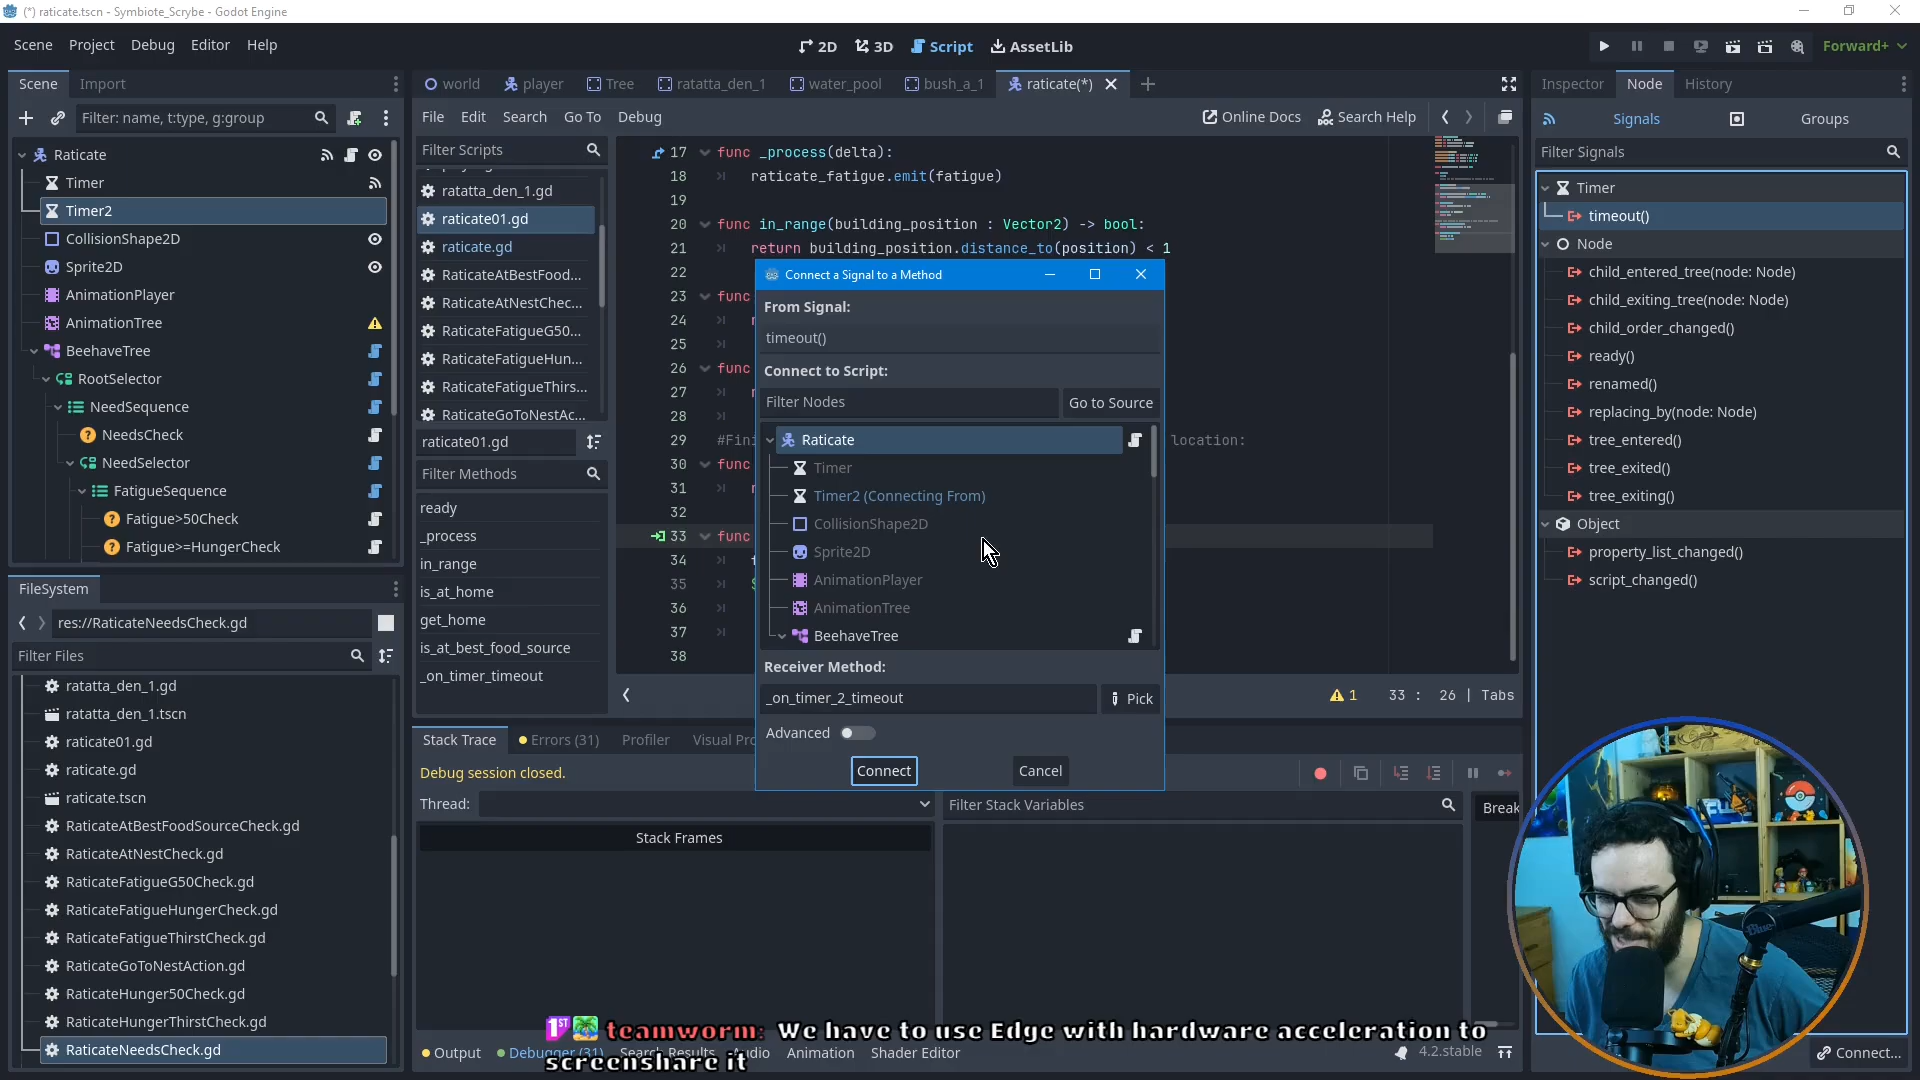 (*) raticate.tscn - Symbiote_Scrybe - Godot Engine
Scene Project Debug Editor Help
2D 3D Script AssetLib
Forward+
Scene Import
world player Tree ratatta_den_1 water_pool bush_a_1 raticate(*)
Inspector Node History
Filter: name, t:type, g:group
File Edit Search Go To Debug
Online Docs Search Help
Signals Groups
Raticate
Timer
Timer2
CollisionShape2D
Sprite2D
AnimationPlayer
AnimationTree
BeehaveTree
RootSelector
NeedSequence
NeedsCheck
NeedSelector
FatigueSequence
Fatigue>50Check
Fatigue>=HungerCheck
FileSystem
res://RaticateNeedsCheck.gd
Filter Files
ratatta_den_1.gd
ratatta_den_1.tscn
raticate01.gd
raticate.gd
raticate.tscn
RaticateAtBestFoodSourceCheck.gd
RaticateAtNestCheck.gd
RaticateFatigueG50Check.gd
RaticateFatigueHungerCheck.gd
RaticateFatigueThirstCheck.gd
RaticateGoToNestAction.gd
RaticateHunger50Check.gd
RaticateHungerThirstCheck.gd
RaticateNeedsCheck.gd
Filter Scripts
ratatta_den_1.gd
raticate01.gd
raticate.gd
RaticateAtBestFood...
RaticateAtNestChec...
RaticateFatigueG50...
RaticateFatigueHun...
RaticateFatigueThirs...
RaticateGoToNestAc...
raticate01.gd
Filter Methods
ready
_process
in_range
is_at_home
get_home
is_at_best_food_source
_on_timer_timeout
17 func _process(delta):
18 raticate_fatigue.emit(fatigue)
19
20 func in_range(building_position : Vector2) -> bool:
21 return building_position.distance_to(position) < 1
22
23 func
24
25
26 func
27
28
29 #Fin location:
30 func
31
32
33 func
34
35
36
37
38
1 33 : 26 | Tabs
Connect a Signal to a Method
From Signal:
timeout()
Connect to Script:
Filter Nodes Go to Source
Raticate
Timer
Timer2 (Connecting From)
CollisionShape2D
Sprite2D
AnimationPlayer
AnimationTree
BeehaveTree
Receiver Method:
_on_timer_2_timeout Pick
Advanced
Connect Cancel
Stack Trace Errors (31) Profiler Visual Pro
Debug session closed.
Thread: Filter Stack Variables Break
Stack Frames
Output Debugger (31) Search Results Audio Animation Shader Editor 4.2.stable
Filter Signals
Timer
timeout()
Node
child_entered_tree(node: Node)
child_exiting_tree(node: Node)
child_order_changed()
ready()
renamed()
replacing_by(node: Node)
tree_entered()
tree_exited()
tree_exiting()
Object
property_list_changed()
script_changed()
Connect...
1ST teamworm: We have to use Edge with hardware acceleration to
screenshare it
Blue